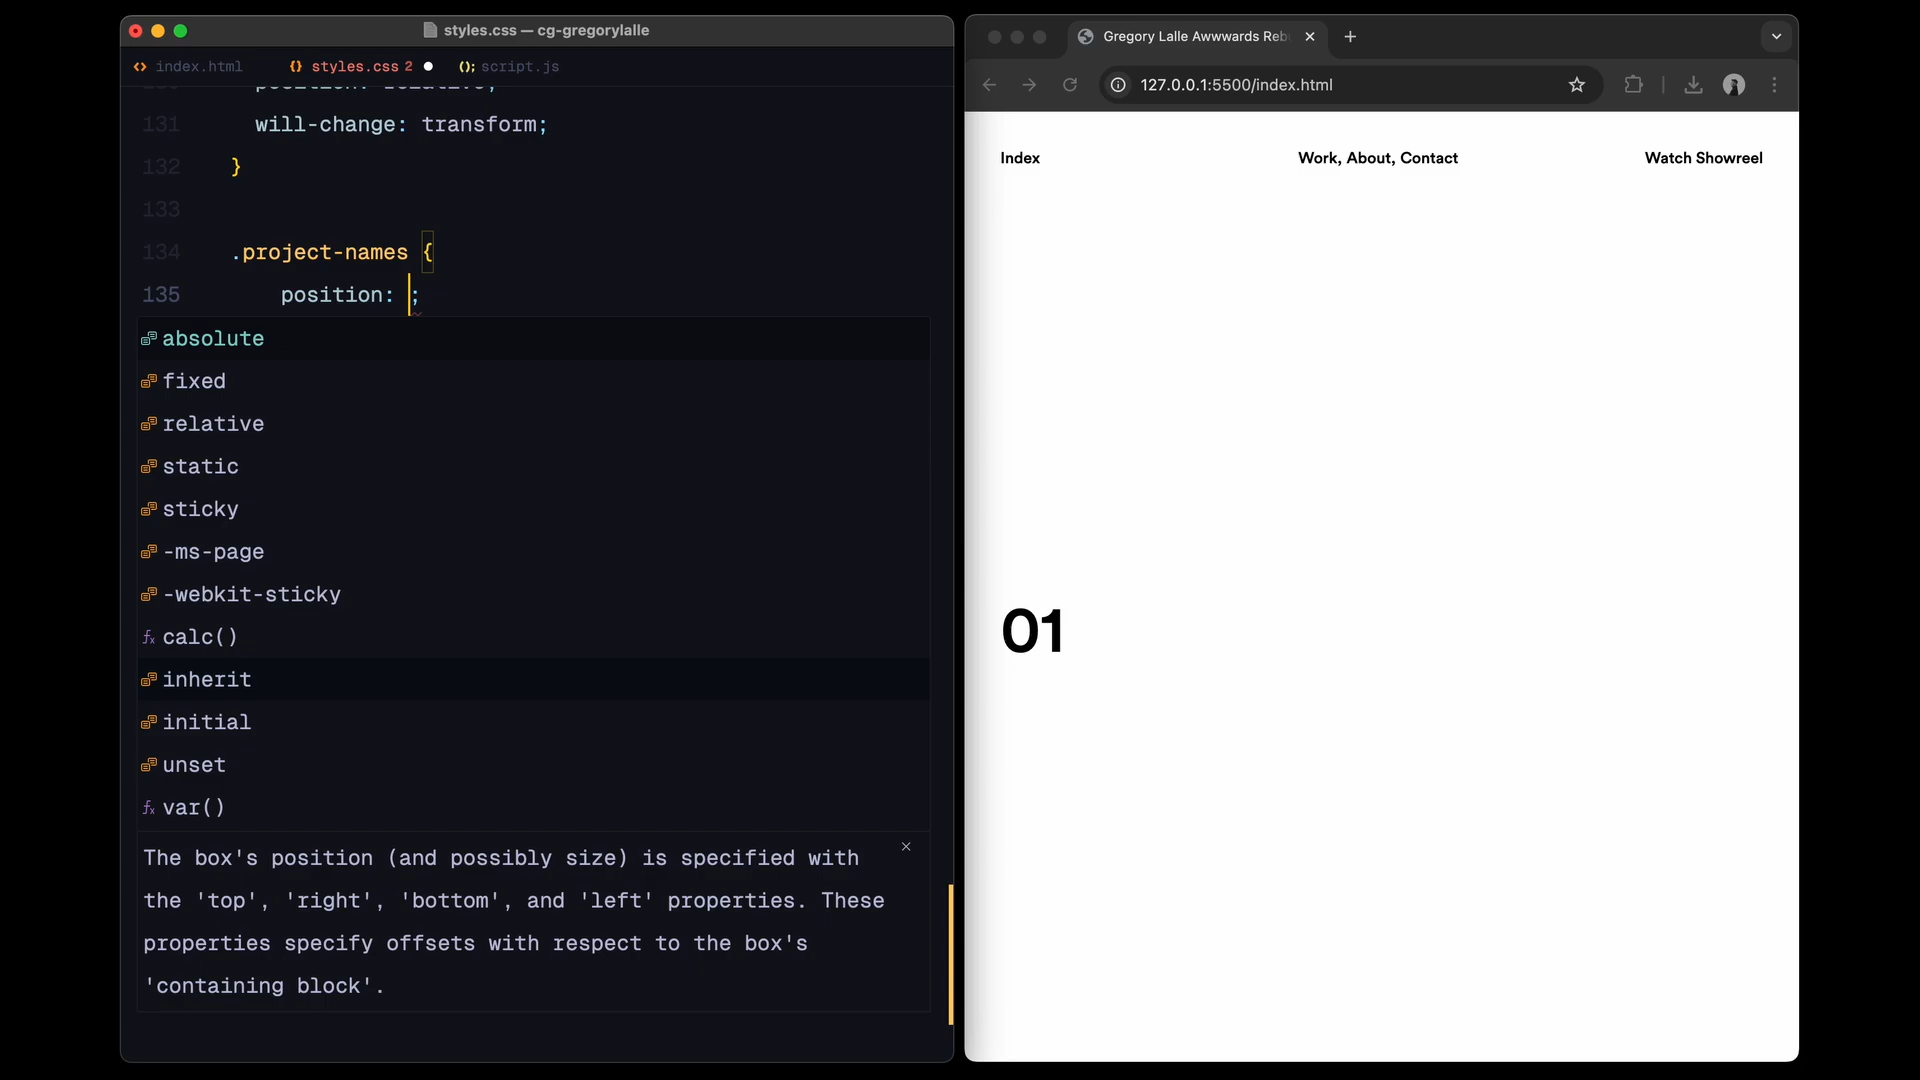 styles.css — cg-gregorylalle
index.html
styles.css 2
script.js
position: relative;
131 will-change: transform;
132 }
133
134 .project-names {
135 position: ;
absolute
fixed
relative
static
sticky
-ms-page
-webkit-sticky
calc()
inherit
initial
unset
var()
The box's position (and possibly size) is specified with
the 'top', 'right', 'bottom', and 'left' properties. These
properties specify offsets with respect to the box's
'containing block'.
Gregory Lalle Awwwards Reb
127.0.0.1:5500/index.html
Index
Work, About, Contact
Watch Showreel
01